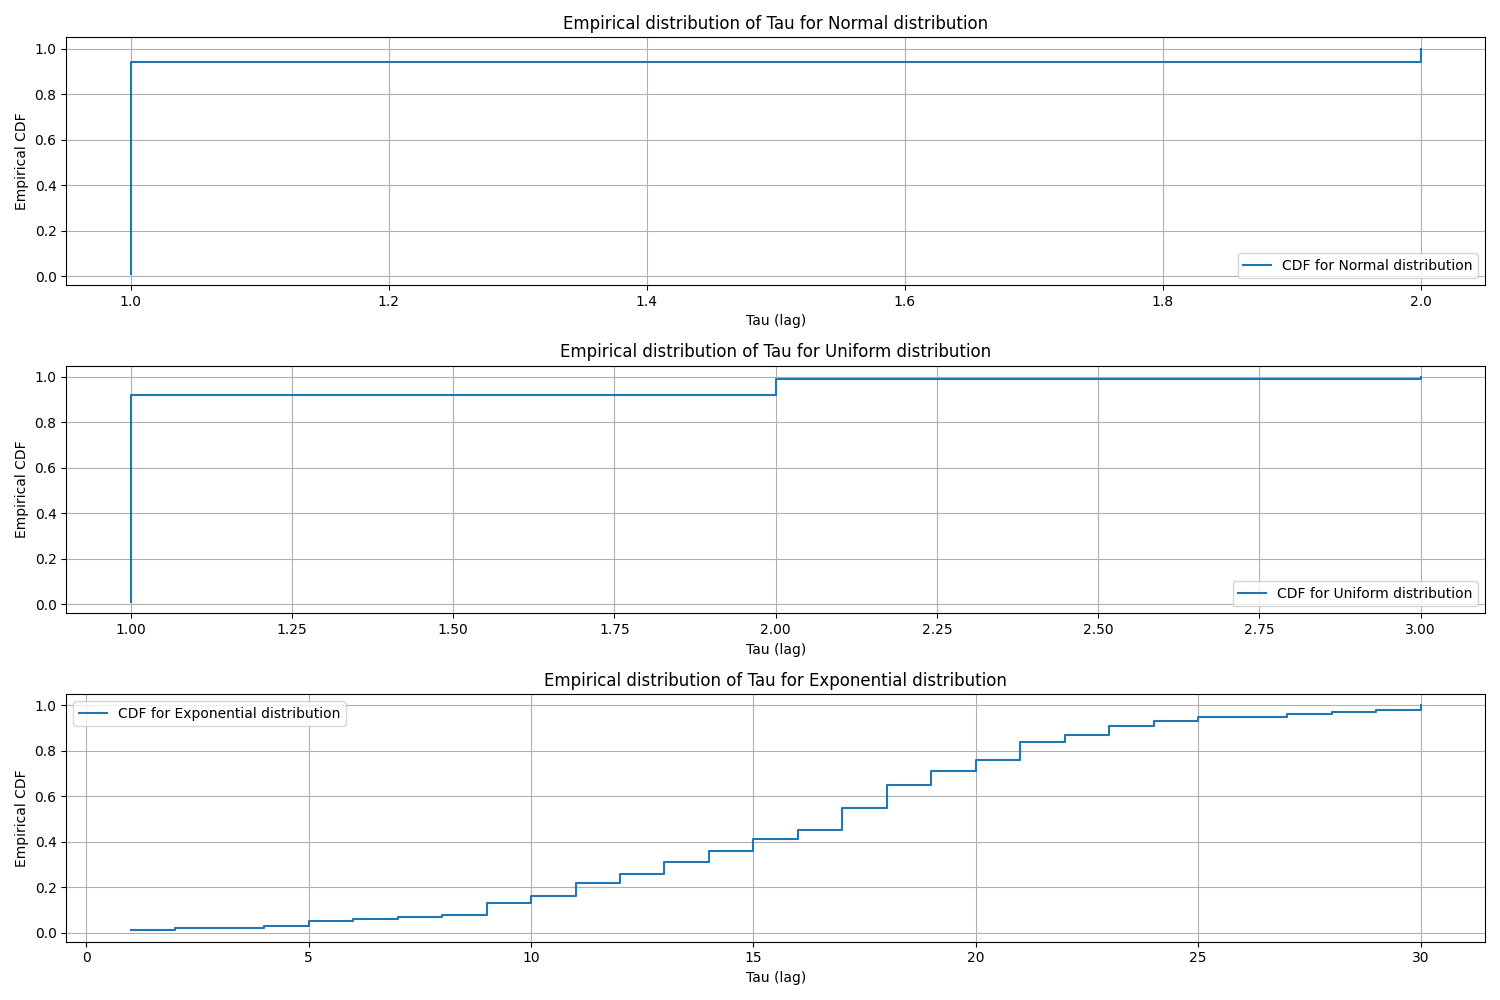 Empirical distribution of Tau for Normal distribution
1.0
0.8
0.6
0.4
0.2
0.0
Empirical CDF
CDF for Normal distribution
1.0 1.2 1.4 1.6 1.8 2.0
Tau (lag)
Empirical distribution of Tau for Uniform distribution
1.0
0.8
0.6
0.4
0.2
0.0
Empirical CDF
CDF for Uniform distribution
1.00 1.25 1.50 1.75 2.00 2.25 2.50 2.75 3.00
Tau (lag)
Empirical distribution of Tau for Exponential distribution
CDF for Exponential distribution
1.0
0.8
0.6
0.4
0.2
0.0
Empirical CDF
0 5 10 15 20 25 30
Tau (lag)